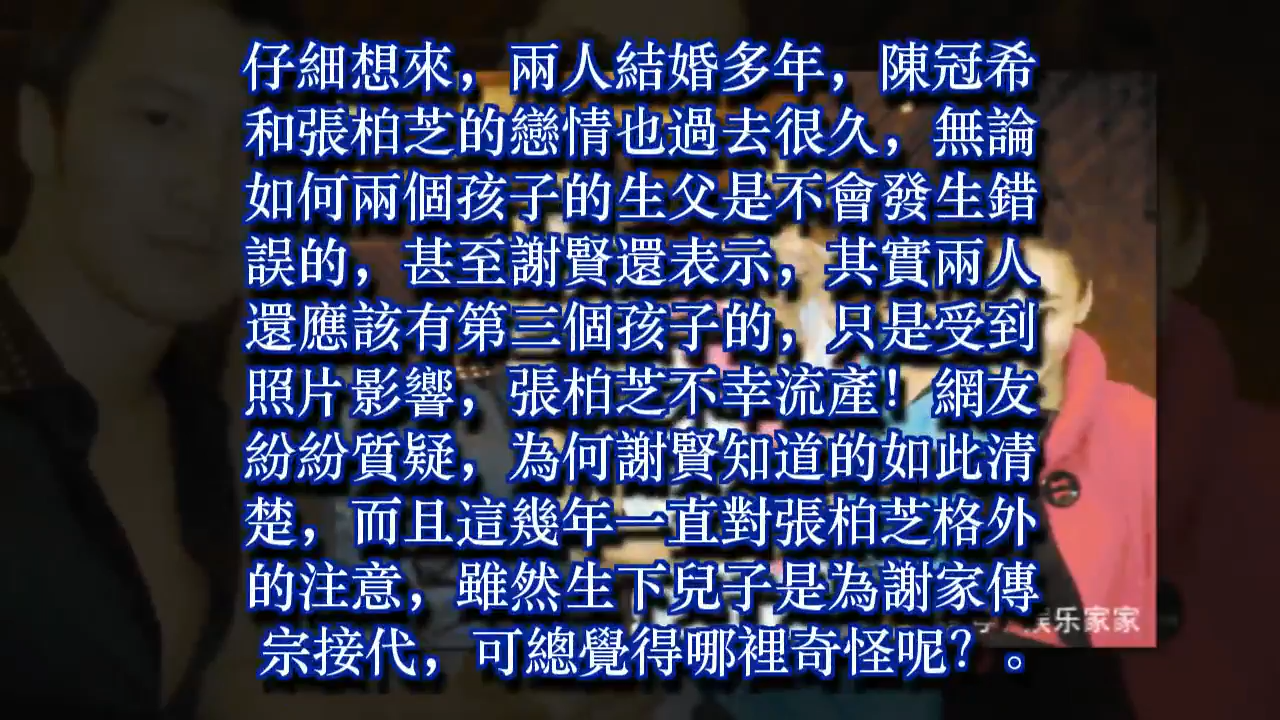 仔細想來，兩人結婚多年，陳冠希
和張柏芝的戀情也過去很久，無論
如何兩個孩子的生父是不會發生錯
誤的，甚至謝賢還表示，其實兩人
還應該有第三個孩子的，只是受到
照片影響，張柏芝不幸流產！網友
紛紛質疑，為何謝賢知道的如此清
楚，而且這幾年一直對張柏芝格外
的注意，雖然生下兒子是為謝家傳
宗接代，可總覺得哪裡奇怪呢？。
娱乐家家